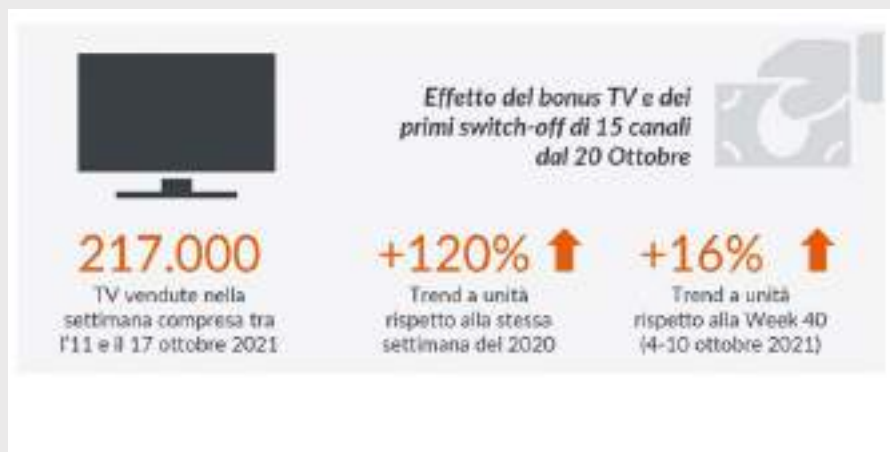 Effetto del bonus TV e dei
primi switch-off di 15 canali
dal 20 Ottobre
217.000
TV vendute nella
settimana compresa tra
l'11 e il 17 ottobre 2021
+120%
Trend a unità
rispetto alla stessa
settimana del 2020
+16%
Trend a unità
rispetto alla Week 40
(4-10 ottobre 2021)